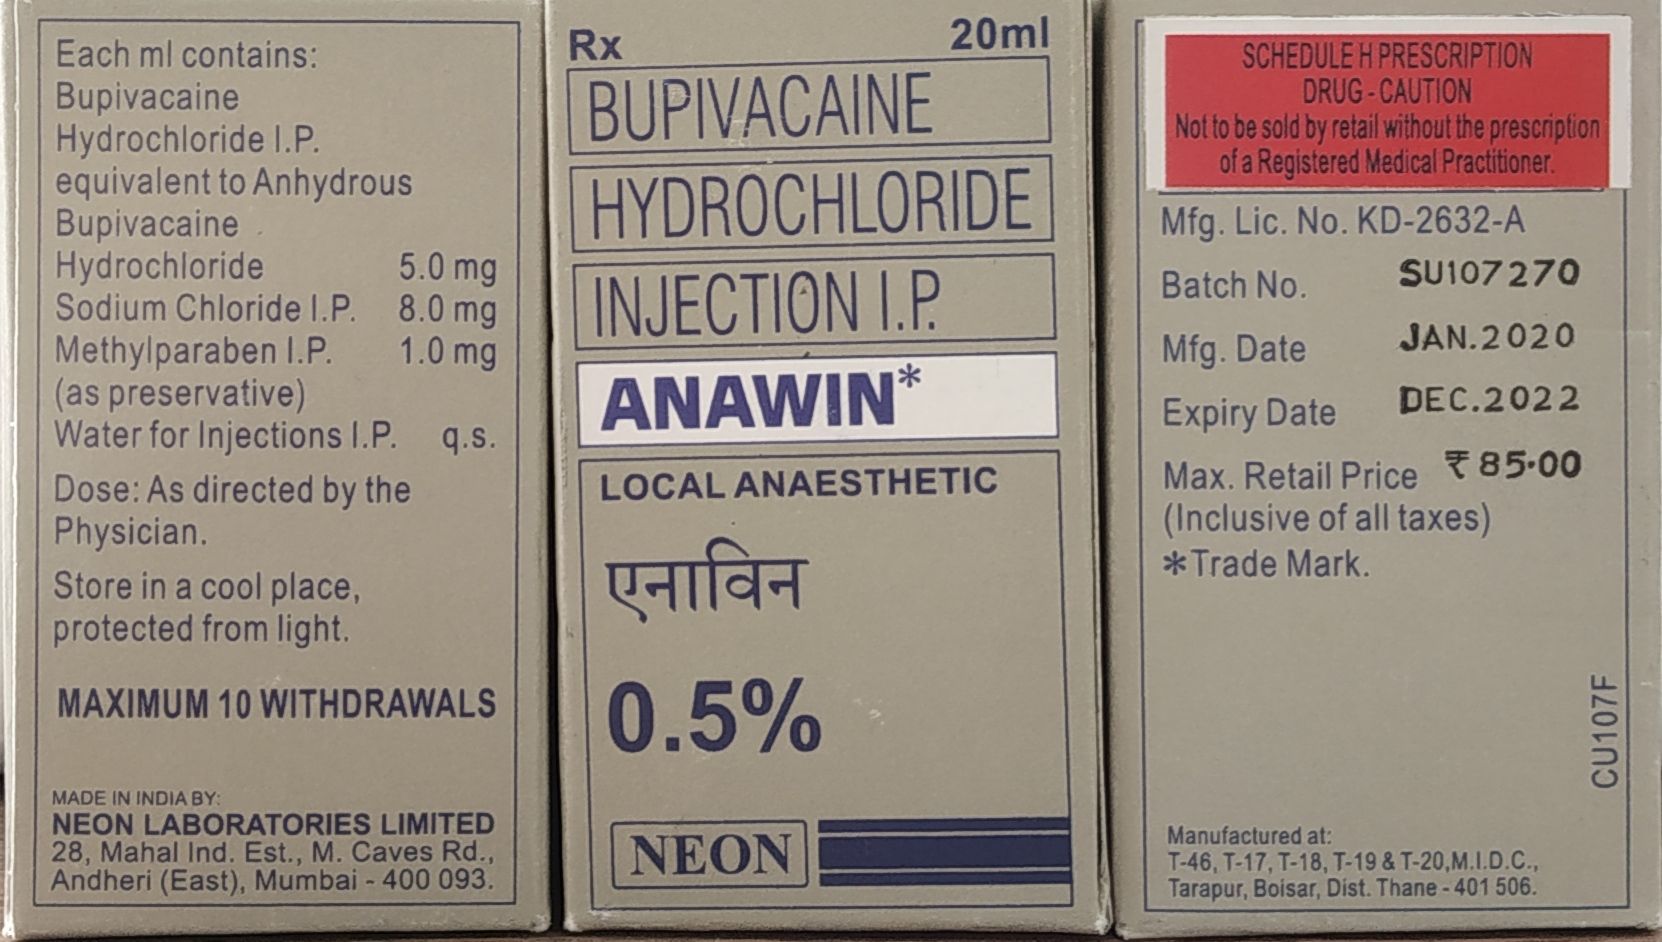 Each ml contains:
Bupivacaine
Hydrochloride I.P.
equivalent to Anhydrous
Bupivacaine
Hydrochloride 5.0 mg
Sodium Chloride I.P. 8.0 mg
Methylparaben I.P. 1.0 mg
(as preservative)
Water for Injections I.P. q.s.
Dose: As directed by the
Physician.
Store in a cool place,
protected from light.
MAXIMUM 10 WITHDRAWALS
MADE IN INDIA BY:
NEON LABORATORIES LIMITED
28, Mahal Ind. Est., M. Caves Rd.,
Andheri (East), Mumbai - 400 093.
Rx 20ml
BUPIVACAINE
HYDROCHLORIDE
INJECTION I.P.
ANAWIN*
LOCAL ANAESTHETIC
एनाविन
0.5%
NEON
SCHEDULE H PRESCRIPTION
DRUG - CAUTION
Not to be sold by retail without the prescription
of a Registered Medical Practitioner.
Mfg. Lic. No. KD-2632-A
Batch No. SU107270
Mfg. Date JAN.2020
Expiry Date DEC.2022
Max. Retail Price ₹ 85.00
(Inclusive of all taxes)
*Trade Mark.
CU107F
Manufactured at:
T-46, T-17, T-18, T-19 & T-20,M.I.D.C.,
Tarapur, Boisar, Dist. Thane - 401 506.